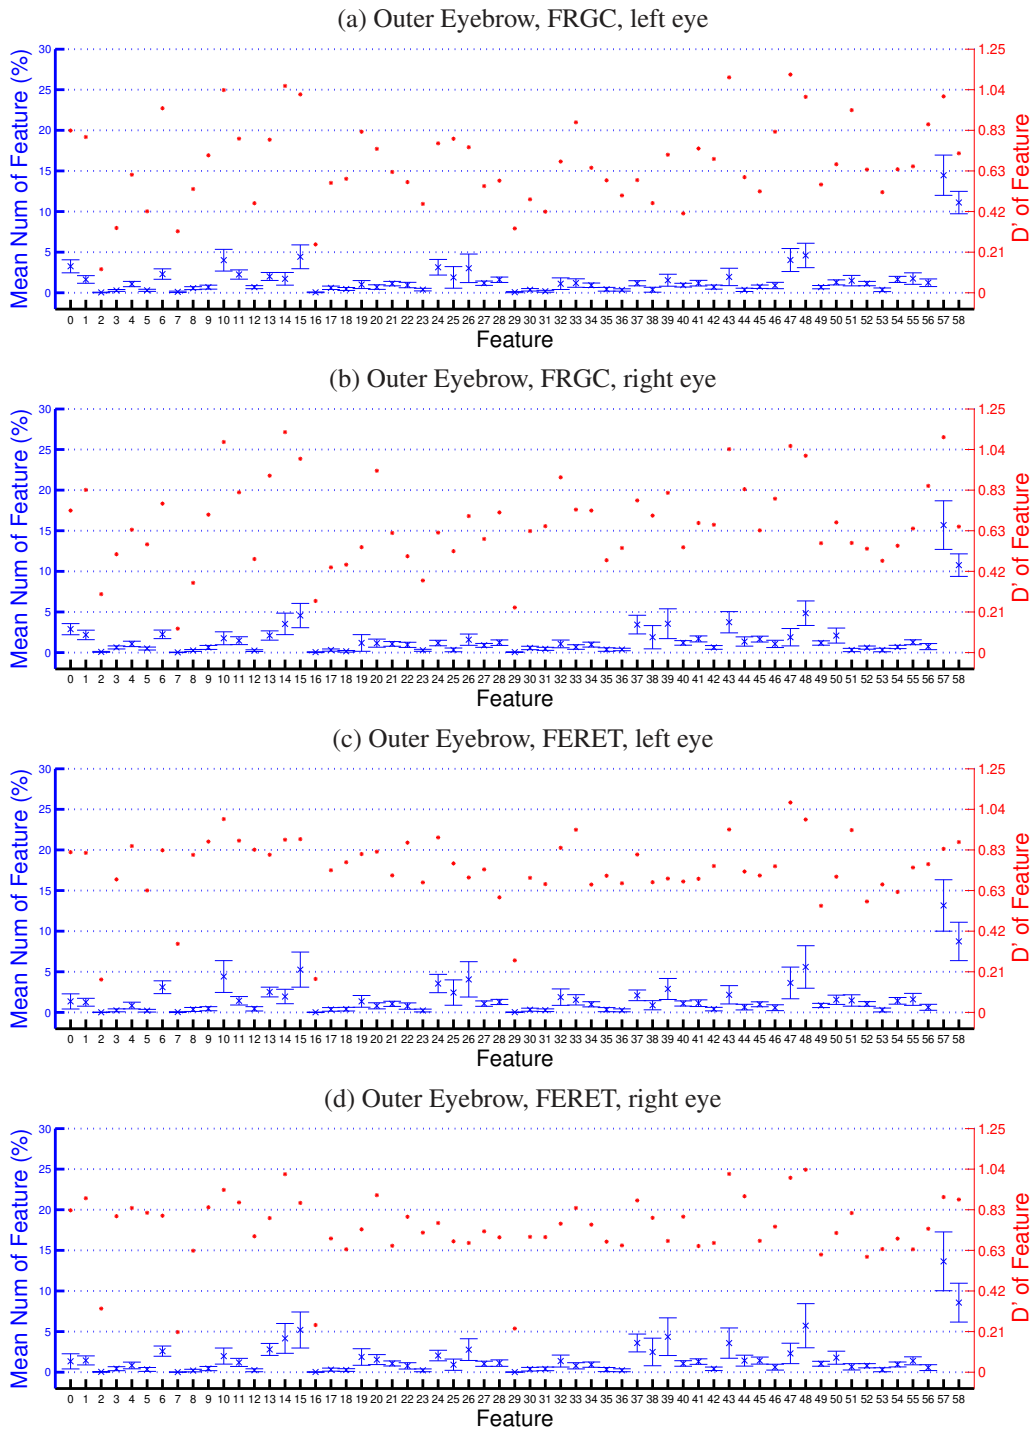 (a) Outer Eyebrow, FRGC, left eye
Mean Num of Feature (%)
30
25
20
15
10
5
0
1.25
1.04
0.83
0.63
0.42
0.21
0
D' of Feature
0 1 2 3 4 5 6 7 8 9 10 11 12 13 14 15 16 17 18 19 20 21 22 23 24 25 26 27 28 29 30 31 32 33 34 35 36 37 38 39 40 41 42 43 44 45 46 47 48 49 50 51 52 53 54 55 56 57 58
Feature
(b) Outer Eyebrow, FRGC, right eye
Mean Num of Feature (%)
30
25
20
15
10
5
0
1.25
1.04
0.83
0.63
0.42
0.21
0
D' of Feature
0 1 2 3 4 5 6 7 8 9 10 11 12 13 14 15 16 17 18 19 20 21 22 23 24 25 26 27 28 29 30 31 32 33 34 35 36 37 38 39 40 41 42 43 44 45 46 47 48 49 50 51 52 53 54 55 56 57 58
Feature
(c) Outer Eyebrow, FERET, left eye
Mean Num of Feature (%)
30
25
20
15
10
5
0
1.25
1.04
0.83
0.63
0.42
0.21
0
D' of Feature
0 1 2 3 4 5 6 7 8 9 10 11 12 13 14 15 16 17 18 19 20 21 22 23 24 25 26 27 28 29 30 31 32 33 34 35 36 37 38 39 40 41 42 43 44 45 46 47 48 49 50 51 52 53 54 55 56 57 58
Feature
(d) Outer Eyebrow, FERET, right eye
Mean Num of Feature (%)
30
25
20
15
10
5
0
1.25
1.04
0.83
0.63
0.42
0.21
0
D' of Feature
0 1 2 3 4 5 6 7 8 9 10 11 12 13 14 15 16 17 18 19 20 21 22 23 24 25 26 27 28 29 30 31 32 33 34 35 36 37 38 39 40 41 42 43 44 45 46 47 48 49 50 51 52 53 54 55 56 57 58
Feature